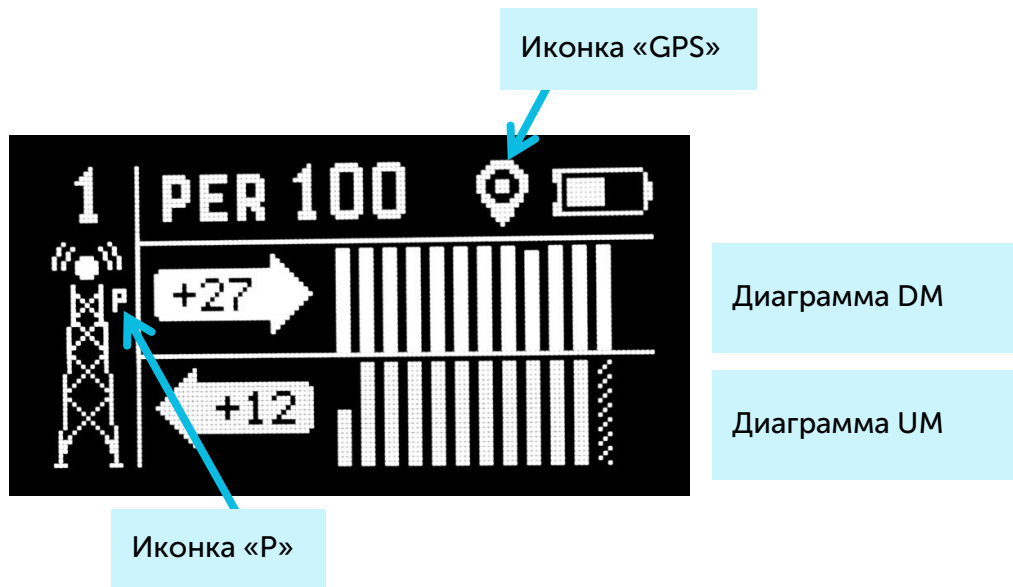 Иконка «GPS»
1 PER 100
P
+27
Диаграмма DM
+12
Диаграмма UM
Иконка «P»